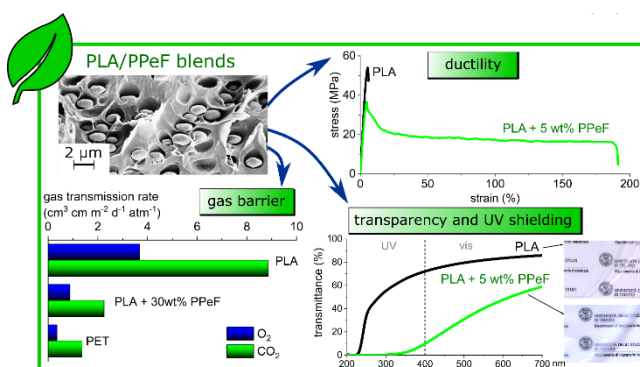 PLA/PPeF blends
2 μm
ductility
stress (MPa)
60
40
20
0
PLA
PLA + 5 wt% PPeF
0 50 100 150 200
strain (%)
gas barrier
gas transmission rate
(cm³ cm m⁻² d⁻¹ atm⁻¹)
0 2 4 6 8 10
PLA
PLA + 30wt% PPeF
PET
O₂
CO₂
transparency and UV shielding
transmittance (%)
100
80
60
40
20
0
UV
vis
PLA
PLA + 5 wt% PPeF
200 300 400 500 600 700 nm